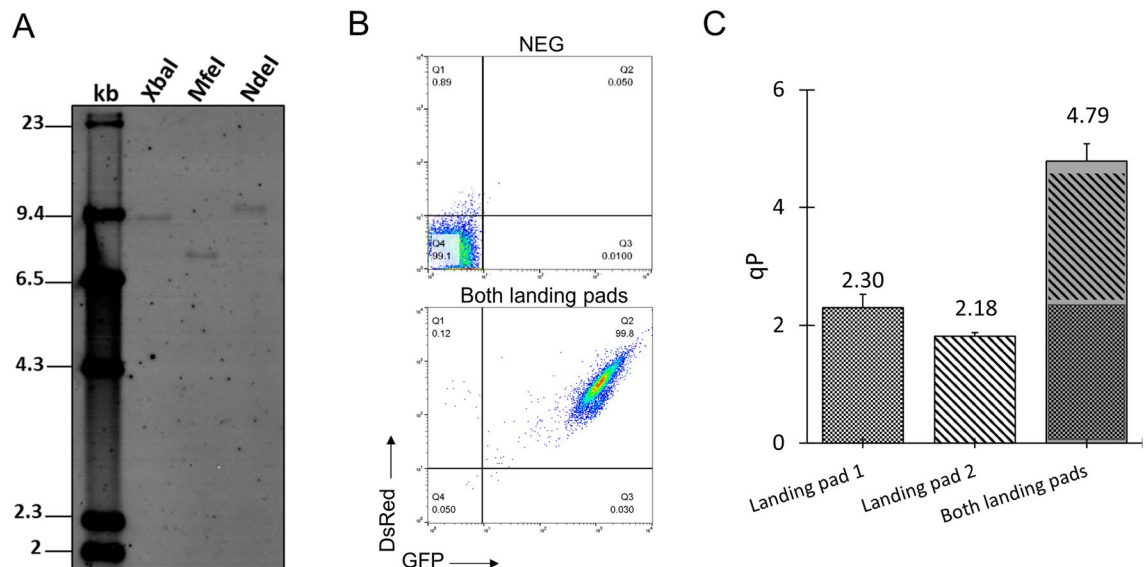 A
kb XbaI MfeI NdeI
23
9.4
6.5
4.3
2.3
2
B
NEG
Q1
0.89
Q2
0.050
Q4
99.1
Q3
0.0100
Both landing pads
Q1
0.12
Q2
99.8
Q4
0.050
Q3
0.030
DsRed
GFP
C
qP
6
4
2
0
2.30
2.18
4.79
Landing pad 1
Landing pad 2
Both landing pads